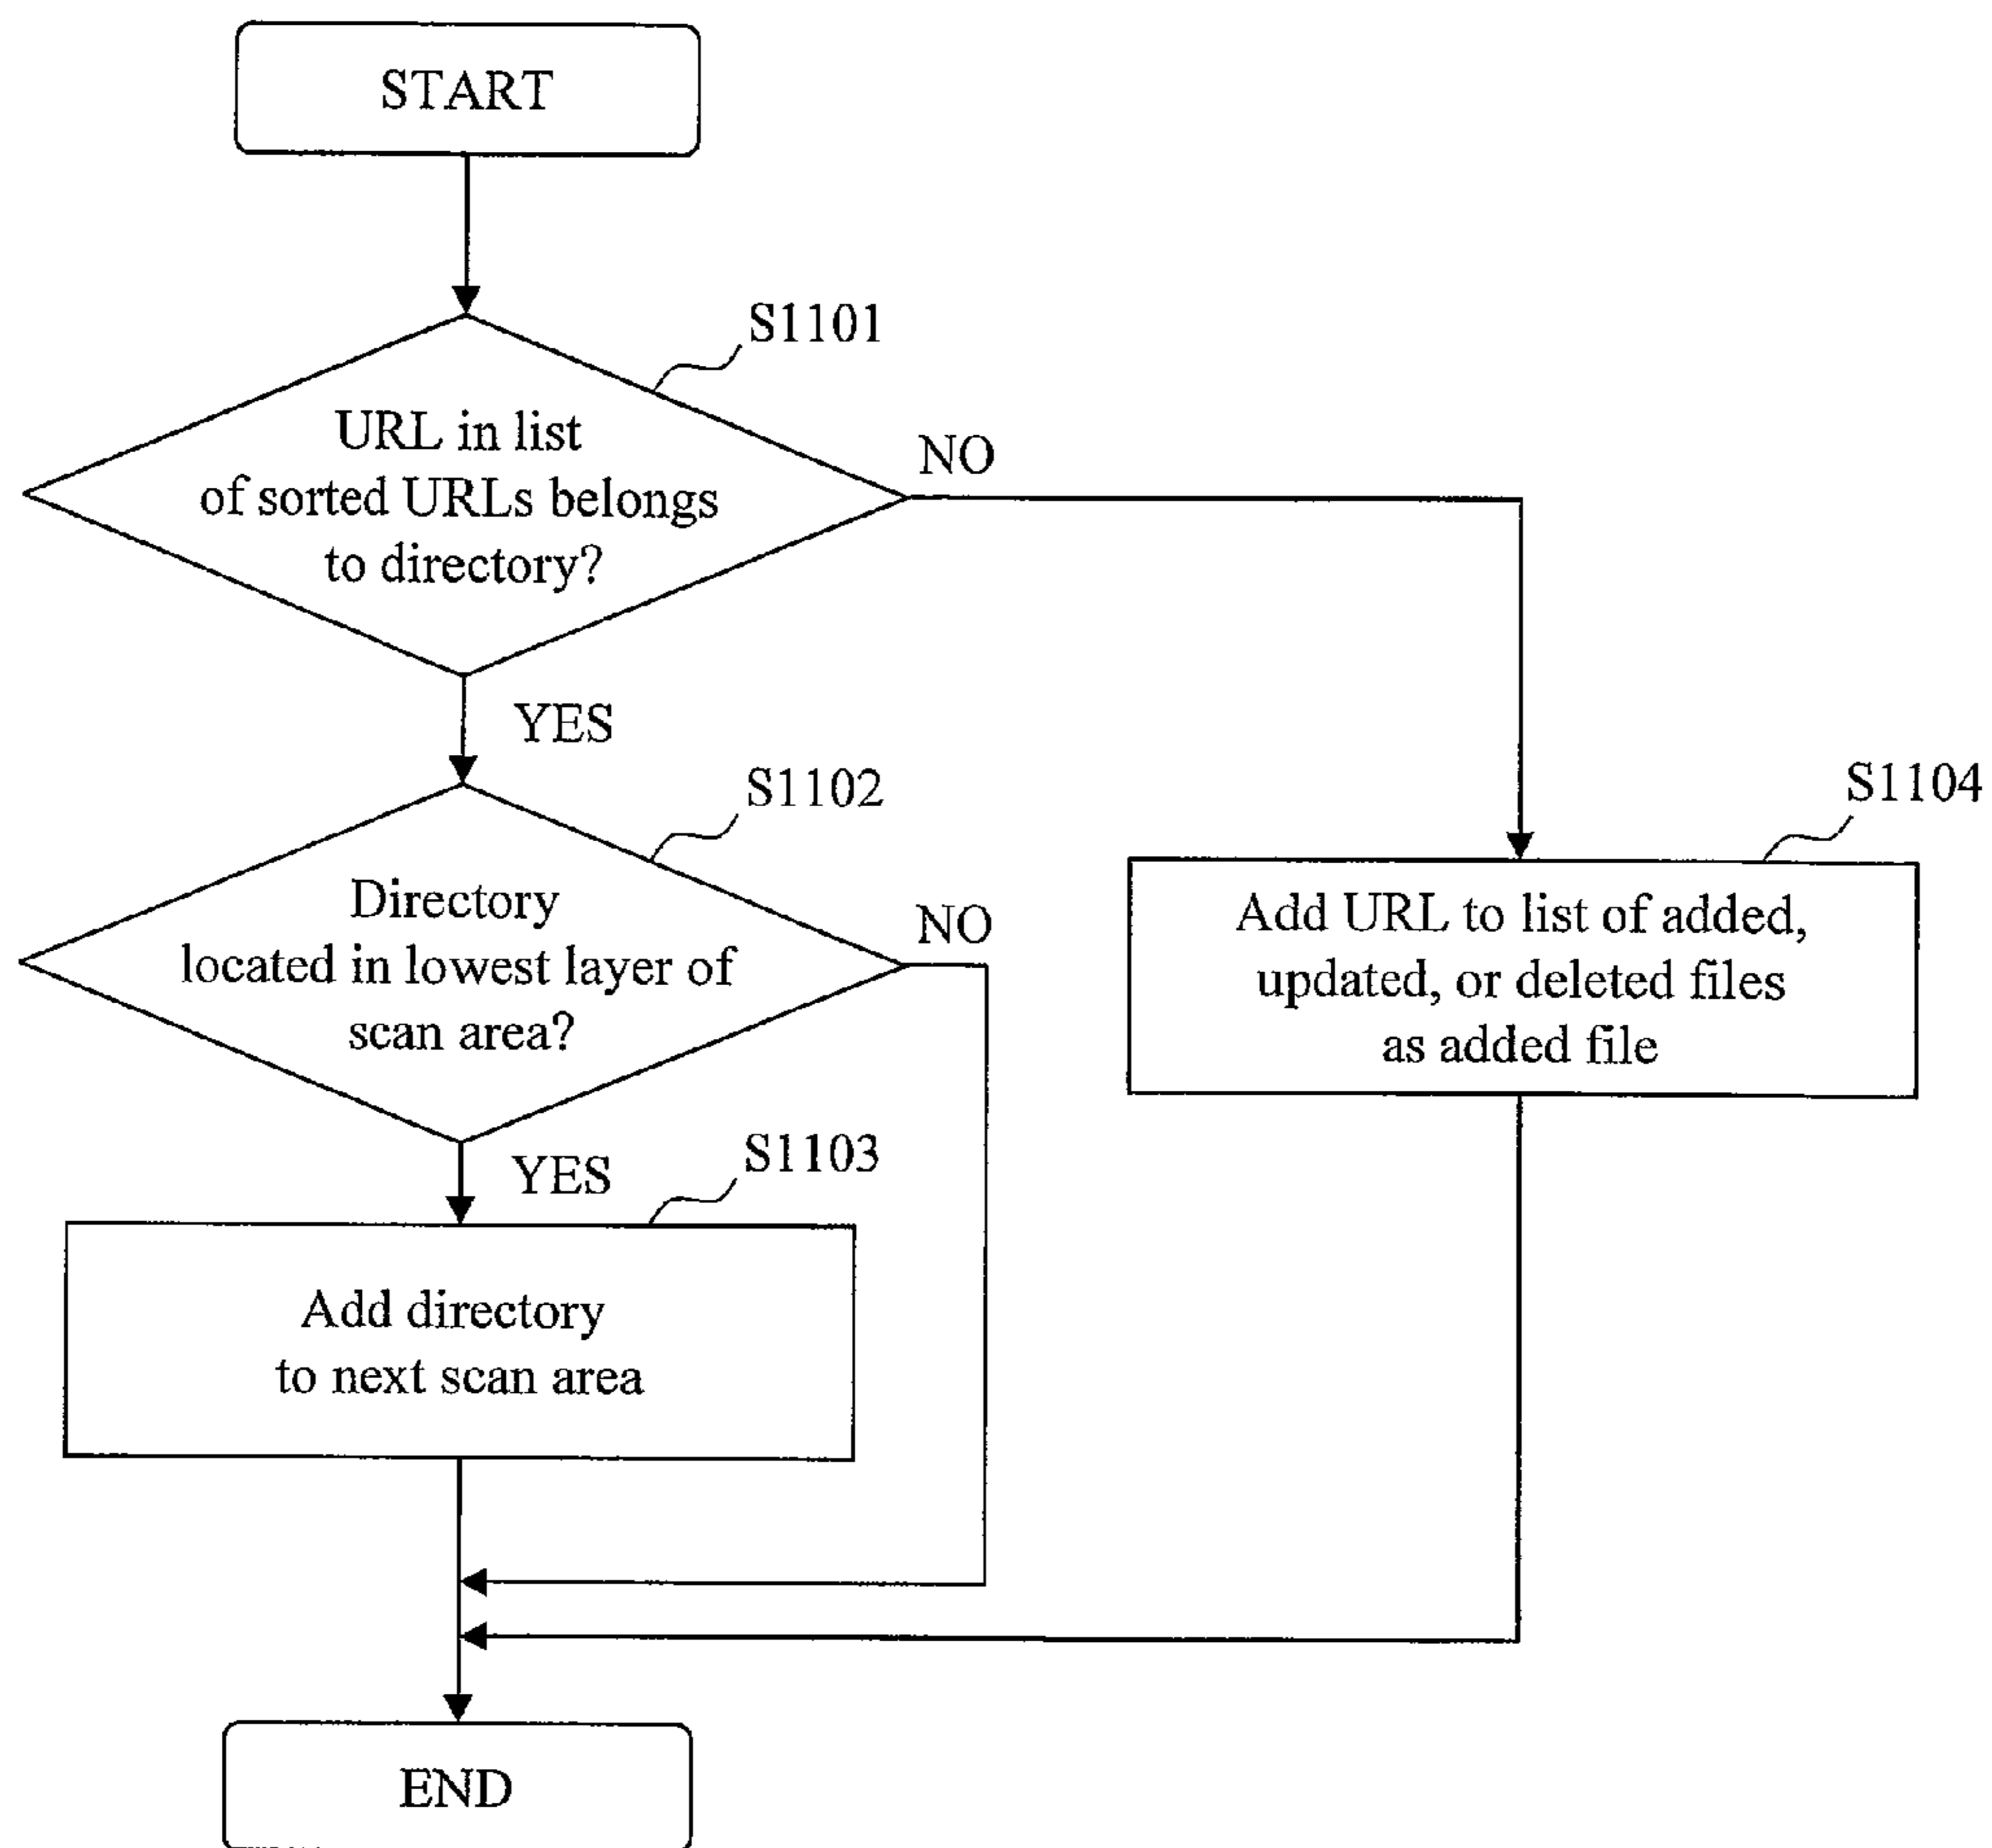 START
S1101
URL in list
of sorted URLs belongs
to directory?
NO
YES
S1102
Directory
located in lowest layer of
scan area?
NO
S1104
Add URL to list of added,
updated, or deleted files
as added file
YES
S1103
Add directory
to next scan area
END